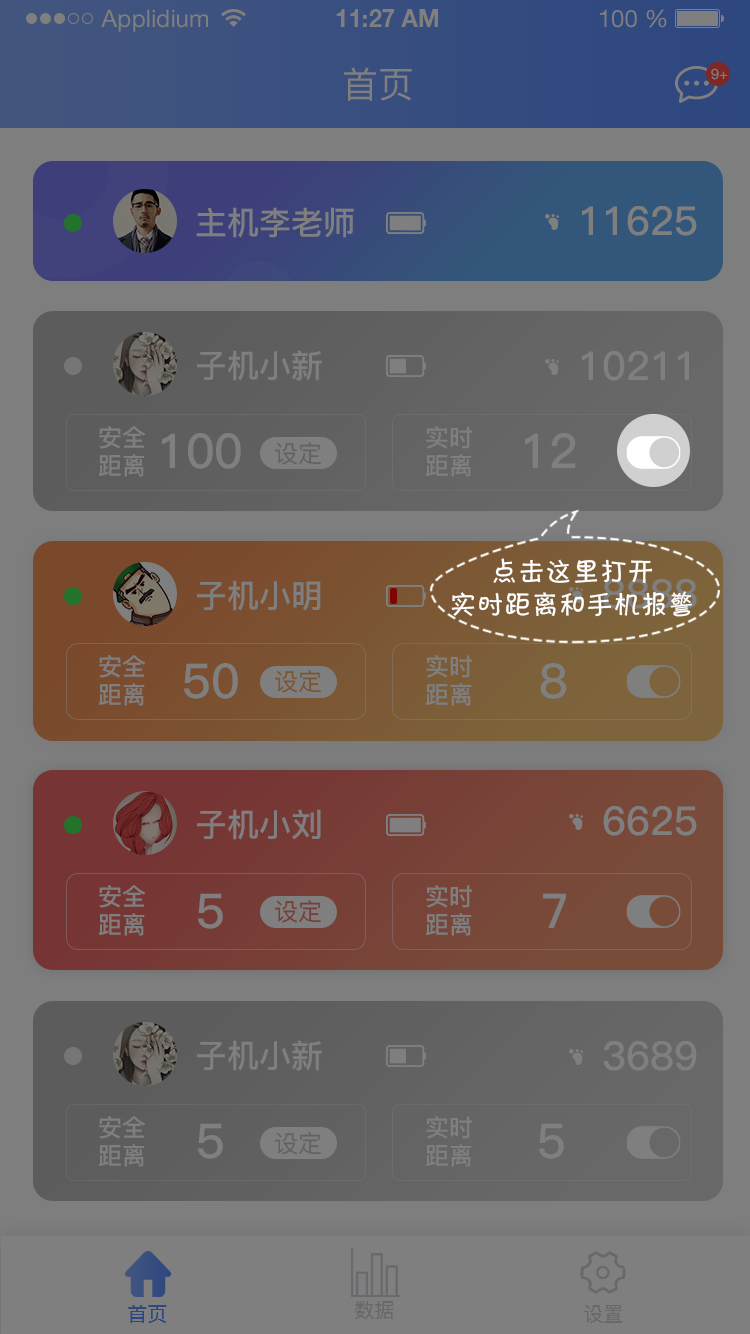 Applidium 11:27 AM 100 %
首页
9+
主机李老师 11625
子机小新 10211
安全距离 100 设定 实时距离 12
点击这里打开
实时距离和手机报警
子机小明 8888
安全距离 50 设定 实时距离 8
子机小刘 6625
安全距离 5 设定 实时距离 7
子机小新 3689
安全距离 5 设定 实时距离 5
首页 数据 设置